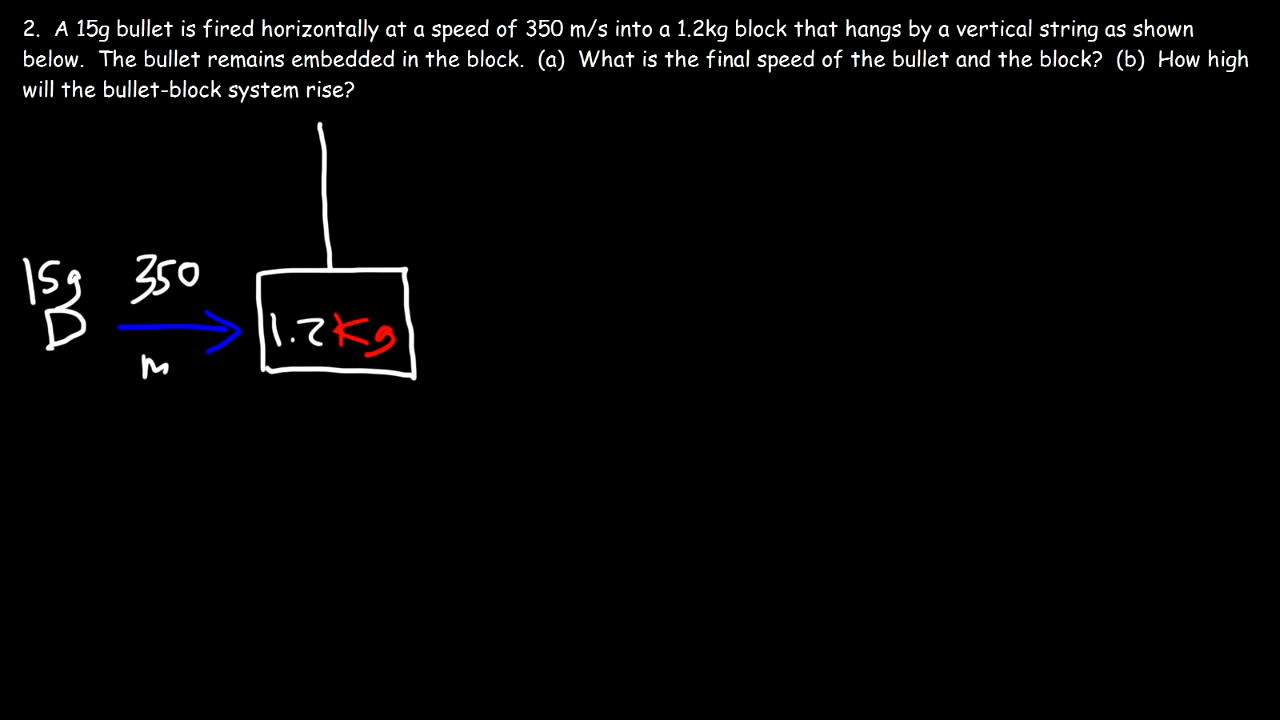 2. A 15g bullet is fired horizontally at a speed of 350 m/s into a 1.2kg block that hangs by a vertical string as shown
below. The bullet remains embedded in the block. (a) What is the final speed of the bullet and the block? (b) How high
will the bullet-block system rise?
15g 350
1.2kg
m